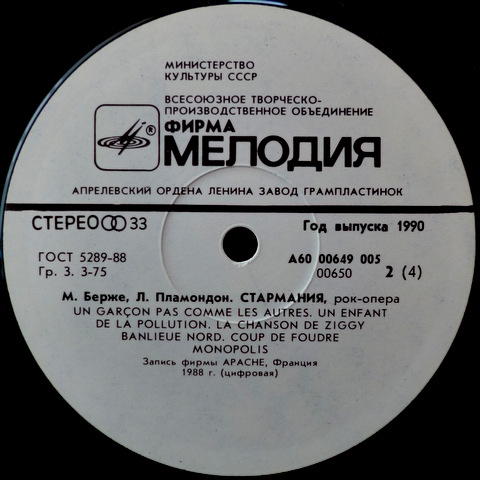 МИНИСТЕРСТВО
КУЛЬТУРЫ СССР
ВСЕСОЮЗНОЕ ТВОРЧЕСКО-
ПРОИЗВОДСТВЕННОЕ ОБЪЕДИНЕНИЕ
® ФИРМА
МЕЛОДИЯ
АПРЕЛЕВСКИЙ ОРДЕНА ЛЕНИНА ЗАВОД ГРАМПЛАСТИНОК
СТЕРЕО 33
Год выпуска 1990
ГОСТ 5289-88
Гр. 3. 3-75
А60 00649 005
00650 2 (4)
М. Берже, Л. Пламондон. СТАРМАНИЯ, рок-опера
UN GARÇON PAS COMME LES AUTRES. UN ENFANT
DE LA POLLUTION. LA CHANSON DE ZIGGY
BANLIEUE NORD. COUP DE FOUDRE
MONOPOLIS
Запись фирмы APACHE, Франция
1988 г. (цифровая)